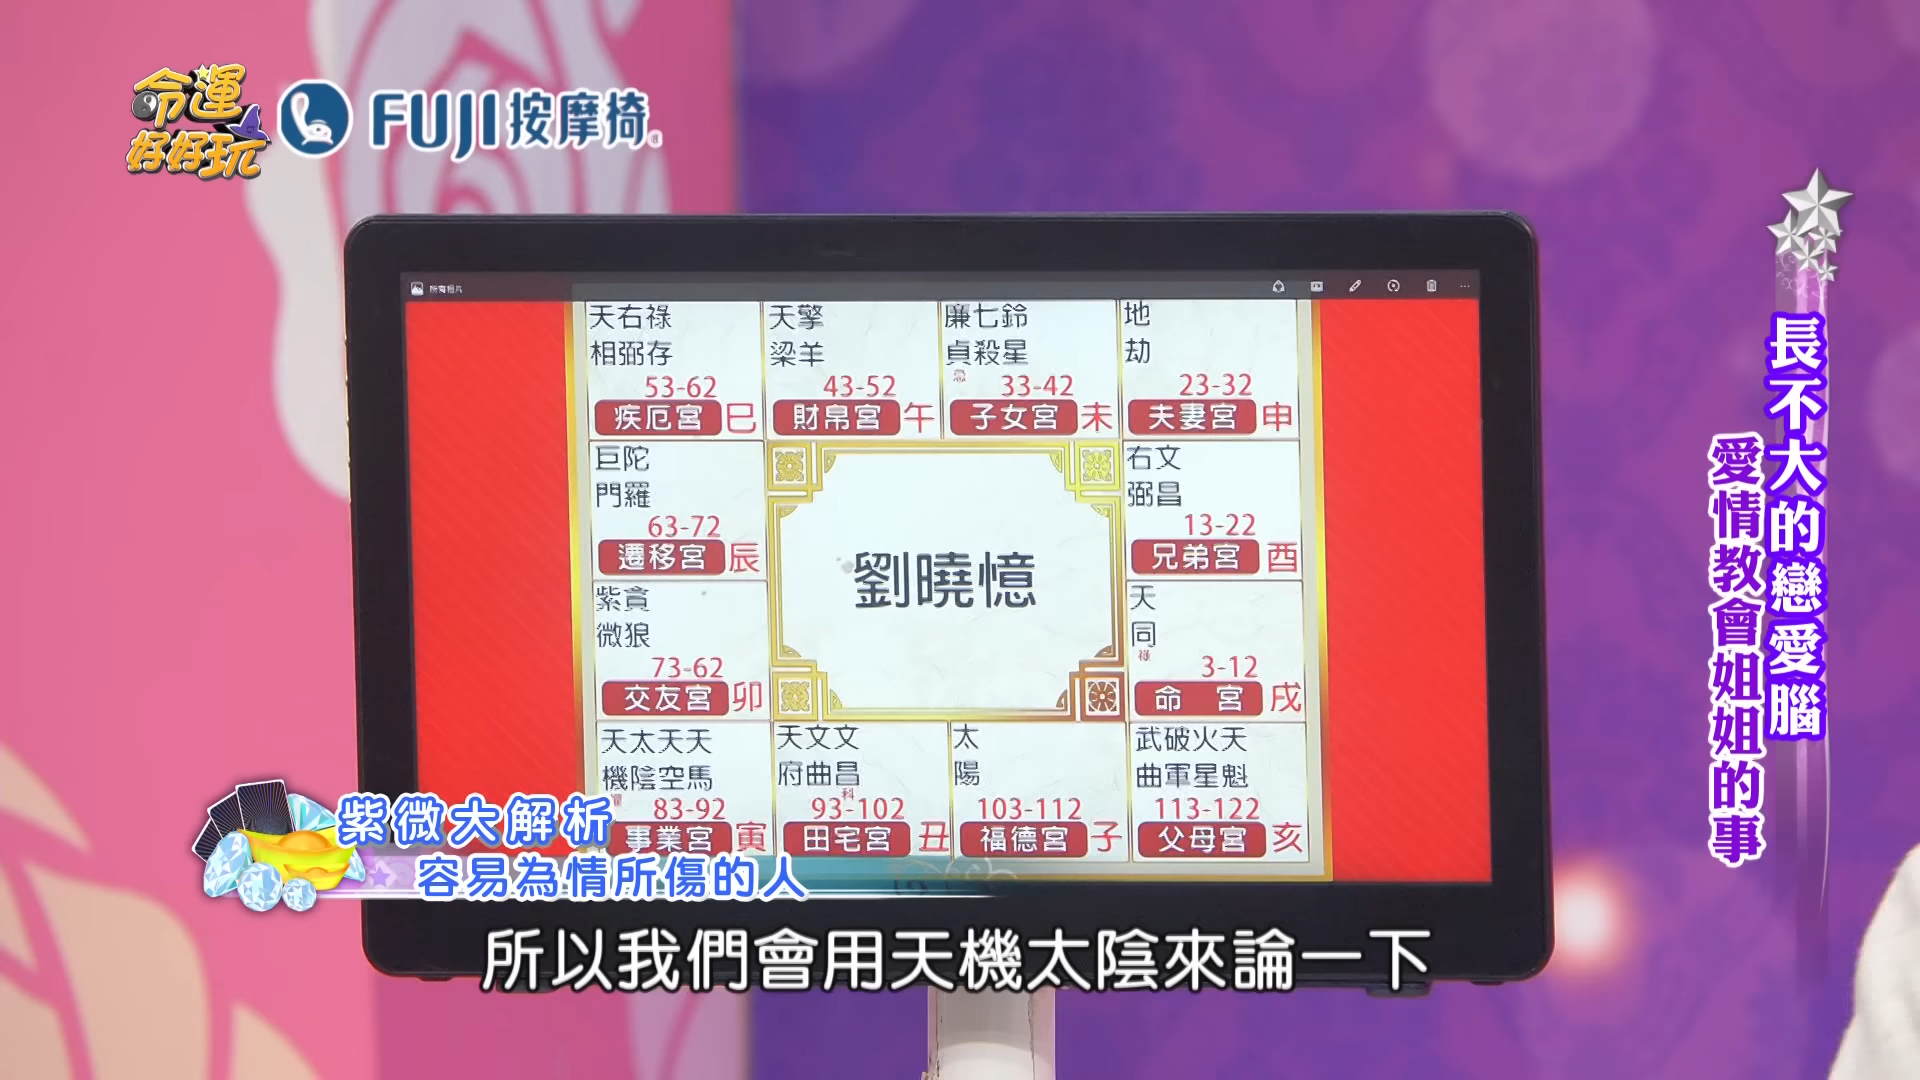 命運
好好玩
FUJI按摩椅
所有相片
天右祿
相弼存
53-62
疾厄宮 巳
天擎
梁羊
43-52
財帛宮 午
廉七鈴
貞殺星
忌
33-42
子女宮 未
地
劫
23-32
夫妻宮 申
巨陀
門羅
63-72
遷移宮 辰
劉曉憶
右文
弼昌
13-22
兄弟宮 酉
紫貪
微狼
73-62
交友宮 卯
天
同
祿
3-12
命 宮 戌
天太天天
機陰空馬
83-92
事業宮 寅
天文文
府曲昌
科
93-102
田宅宮 丑
太
陽
103-112
福德宮 子
武破火天
曲軍星魁
113-122
父母宮 亥
長不大的戀愛腦
愛情教會姐姐的事
紫微大解析
容易為情所傷的人
所以我們會用天機太陰來論一下